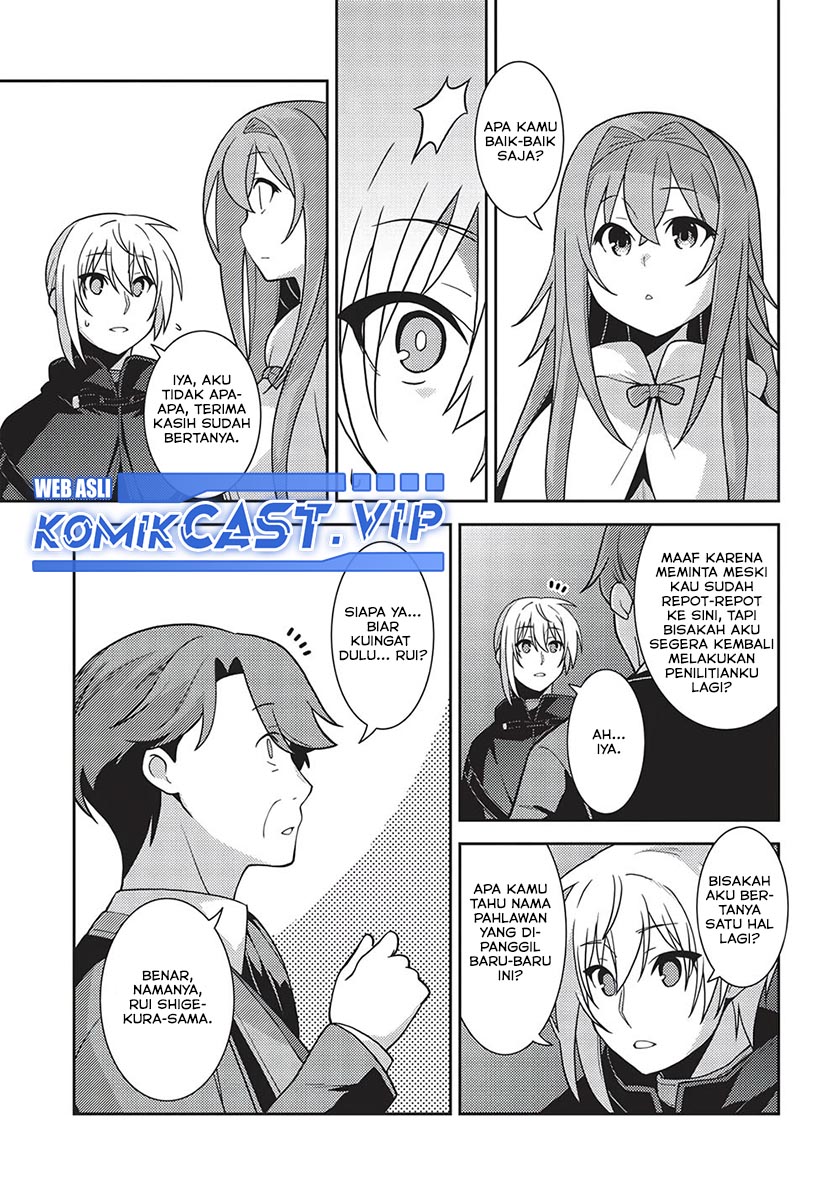 APA KAMU
BAIK-BAIK
SAJA?
IYA, AKU
TIDAK APA-
APA, TERIMA
KASIH SUDAH
BERTANYA.
WEB ASLI
KOMIKCAST.VIP
MAAF KARENA
MEMINTA MESKI
KAU SUDAH
REPOT-REPOT
KE SINI, TAPI
BISAKAH AKU
SEGERA KEMBALI
MELAKUKAN
PENILITIANKU
LAGI?
AH...
IYA.
BISAKAH
AKU BER-
TANYA
SATU HAL
LAGI?
APA KAMU
TAHU NAMA
PAHLAWAN
YANG DI-
PANGGIL
BARU-BARU
INI?
SIAPA YA...
BIAR
KUINGAT
DULU... RUI?
BENAR,
NAMANYA,
RUI SHIGE-
KURA-SAMA.